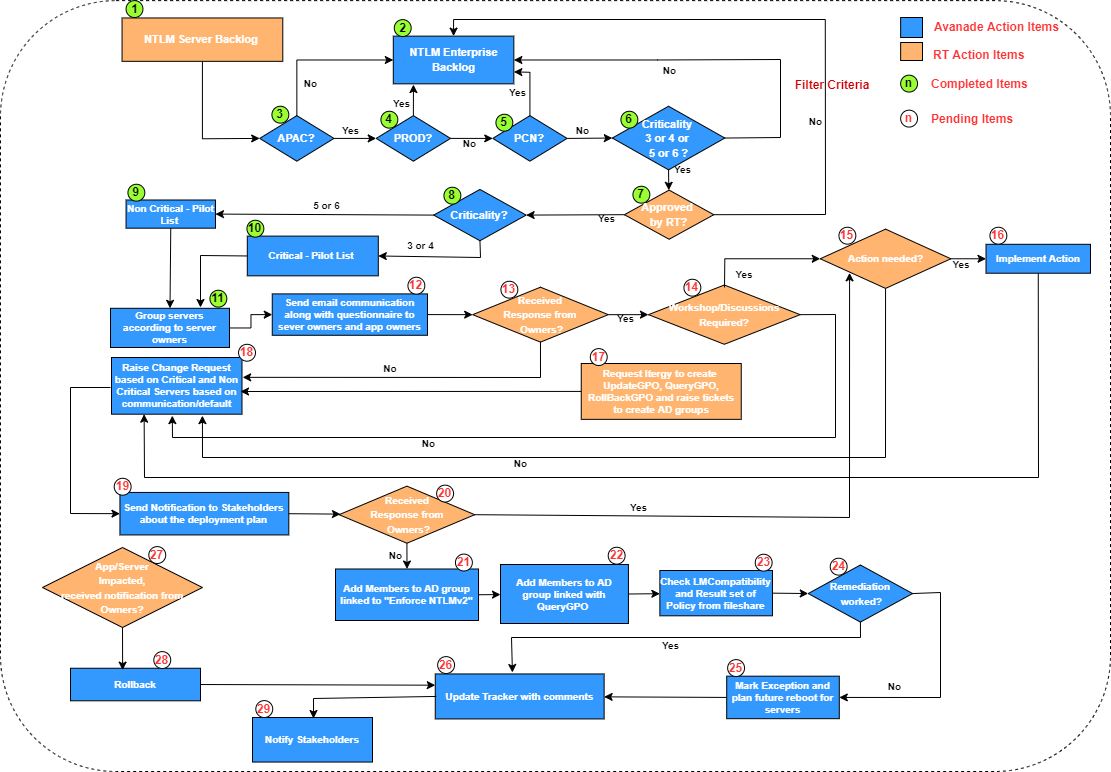 1
NTLM Server Backlog
2
NTLM Enterprise
Backlog
Avanade Action Items
RT Action Items
n
Completed Items
n
Pending Items
Filter Criteria
No
No
Yes
Yes
No
3
APAC?
Yes
4
PROD?
No
5
PCN?
No
6
Criticality
3 or 4 or
5 or 6 ?
Yes
7
Approved
by RT?
Yes
8
Criticality?
5 or 6
3 or 4
9
Non Critical - Pilot
List
10
Critical - Pilot List
11
Group servers
according to server
owners
12
Send email communication
along with questionnaire to
sever owners and app owners
13
Received
Response from
Owners?
Yes
No
14
Workshop/Discussions
Required?
Yes
No
15
Action needed?
Yes
No
16
Implement Action
17
Request Itergy to create
UpdateGPO, QueryGPO,
RollBackGPO and raise tickets
to create AD groups
18
Raise Change Request
based on Critical and Non
Critical Servers based on
communication/default
19
Send Notification to Stakeholders
about the deployment plan
20
Received
Response from
Owners?
Yes
No
21
Add Members to AD group
linked to "Enforce NTLMv2"
22
Add Members to AD
group linked with
QueryGPO
23
Check LMCompatibility
and Result set of
Policy from fileshare
24
Remediation
worked?
Yes
No
25
Mark Exception and
plan future reboot for
servers
26
Update Tracker with comments
27
App/Server
Impacted,
received notification from
Owners?
28
Rollback
29
Notify Stakeholders